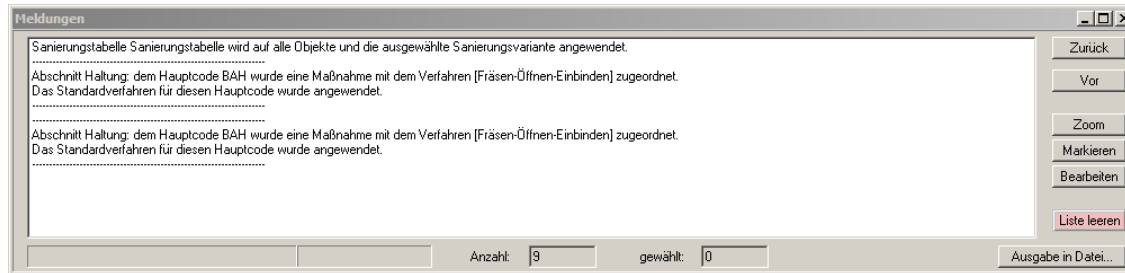 Meldungen
Sanierungstabelle Sanierungstabelle wird auf alle Objekte und die ausgewählte Sanierungsvariante angewendet.
--------------------------------------------------------------------
Abschnitt Haltung: dem Hauptcode BAH wurde eine Maßnahme mit dem Verfahren [Fräsen-Öffnen-Einbinden] zugeordnet.
Das Standardverfahren für diesen Hauptcode wurde angewendet.
--------------------------------------------------------------------
--------------------------------------------------------------------
Abschnitt Haltung: dem Hauptcode BAH wurde eine Maßnahme mit dem Verfahren [Fräsen-Öffnen-Einbinden] zugeordnet.
Das Standardverfahren für diesen Hauptcode wurde angewendet.
--------------------------------------------------------------------
Zurück
Vor
Zoom
Markieren
Bearbeiten
Liste leeren
Anzahl: 9 gewählt: 0 Ausgabe in Datei...